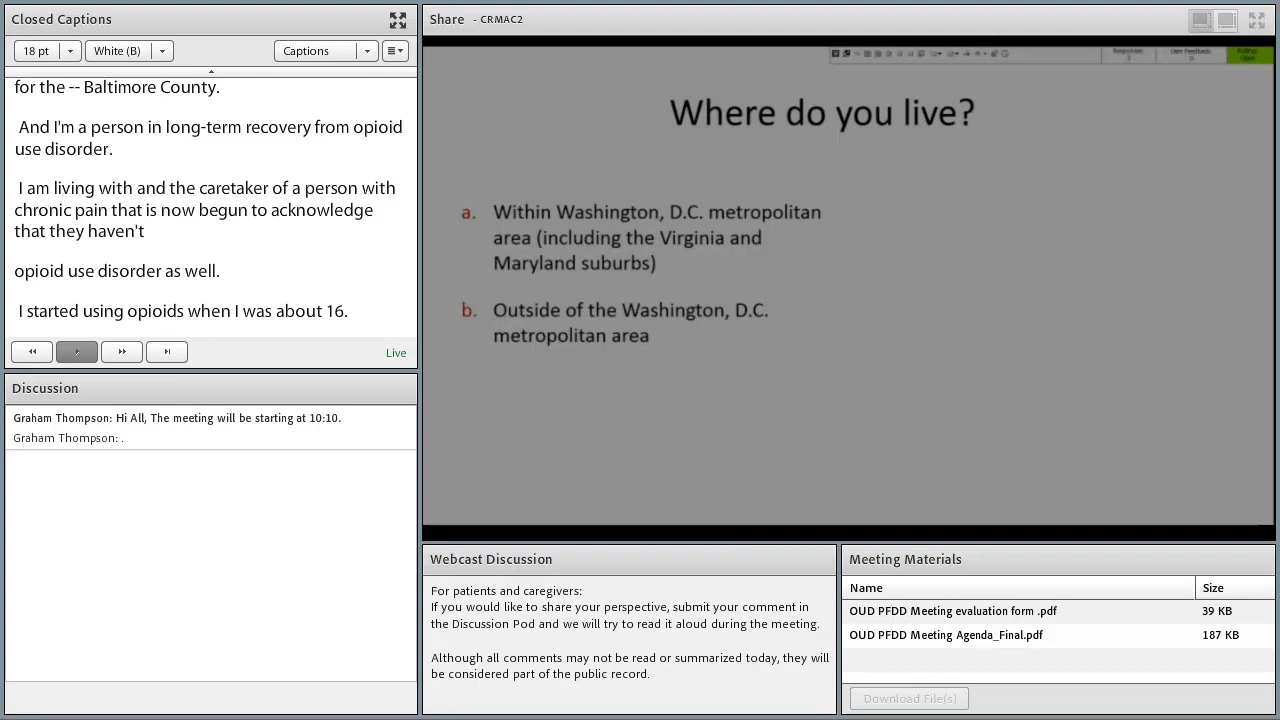 Closed Captions
18 pt
White (B)
Captions
for the -- Baltimore County.
And I'm a person in long-term recovery from opioid
use disorder.
I am living with and the caretaker of a person with
chronic pain that is now begun to acknowledge
that they haven't
opioid use disorder as well.
I started using opioids when I was about 16.
Live
Discussion
Graham Thompson: Hi All, The meeting will be starting at 10:10.
Graham Thompson: .
Share - CRMAC2
Where do you live?
a. Within Washington, D.C. metropolitan
area (including the Virginia and
Maryland suburbs)
b. Outside of the Washington, D.C.
metropolitan area
Webcast Discussion
For patients and caregivers:
If you would like to share your perspective, submit your comment in
the Discussion Pod and we will try to read it aloud during the meeting.
Although all comments may not be read or summarized today, they will
be considered part of the public record.
Meeting Materials
Name Size
OUD PFDD Meeting evaluation form .pdf 39 KB
OUD PFDD Meeting Agenda_Final.pdf 187 KB
Download File(s)